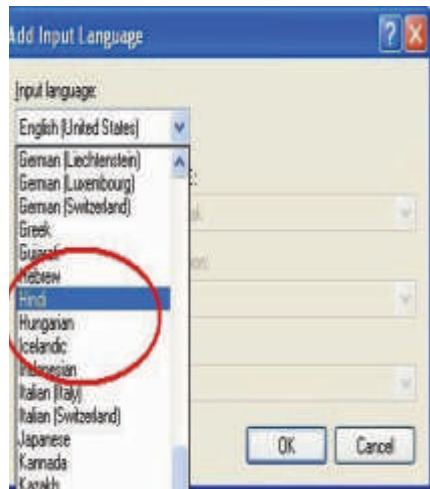 Add Input Language
Input language:
English (United States)
German (Liechtenstein)
German (Luxembourg)
German (Switzerland)
Greek
Gujarati
Hebrew
Hindi
Hungarian
Icelandic
Indonesian
Italian (Italy)
Italian (Switzerland)
Japanese
Kannada
Kazakh
OK Cancel